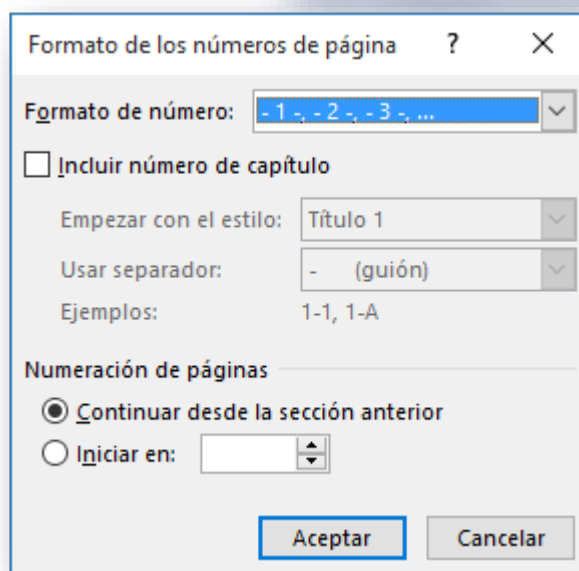 Formato de los números de página ?
Formato de número: - 1 -, - 2 -, - 3 -, ...
Incluir número de capítulo
Empezar con el estilo: Título 1
Usar separador: - (guión)
Ejemplos: 1-1, 1-A
Numeración de páginas
Continuar desde la sección anterior
Iniciar en:
Aceptar Cancelar